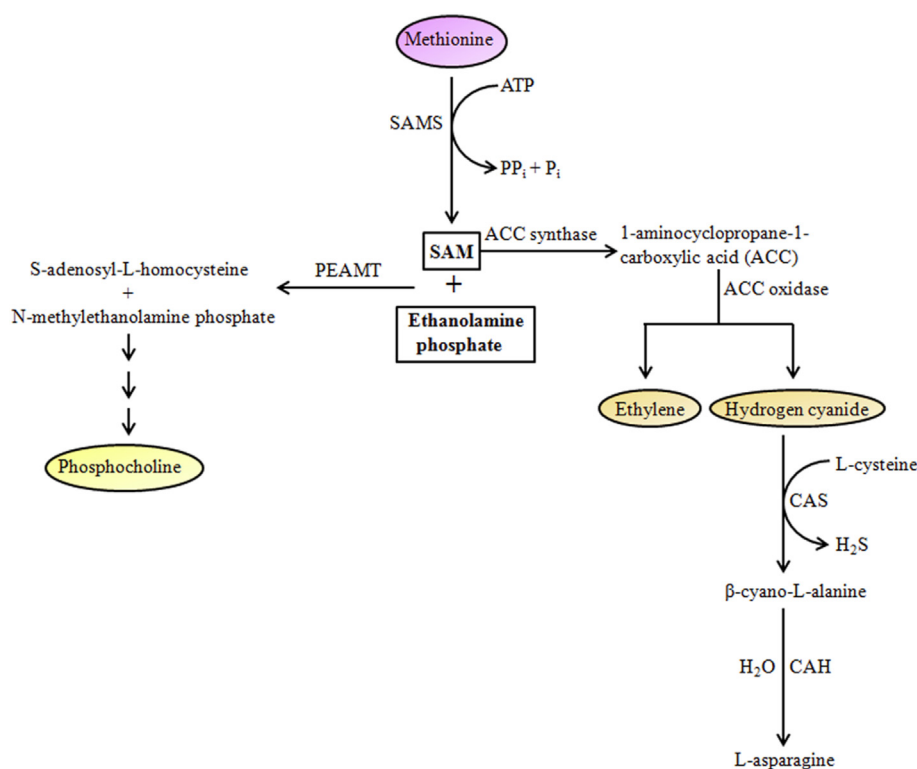 Methionine
ATP
SAMS
PPi + Pi
SAM
ACC synthase
1-aminocyclopropane-1-
carboxylic acid (ACC)
S-adenosyl-L-homocysteine
+
N-methylethanolamine phosphate
PEAMT
+
Ethanolamine
phosphate
ACC oxidase
Ethylene
Hydrogen cyanide
Phosphocholine
L-cysteine
CAS
H2S
β-cyano-L-alanine
H2O
CAH
L-asparagine